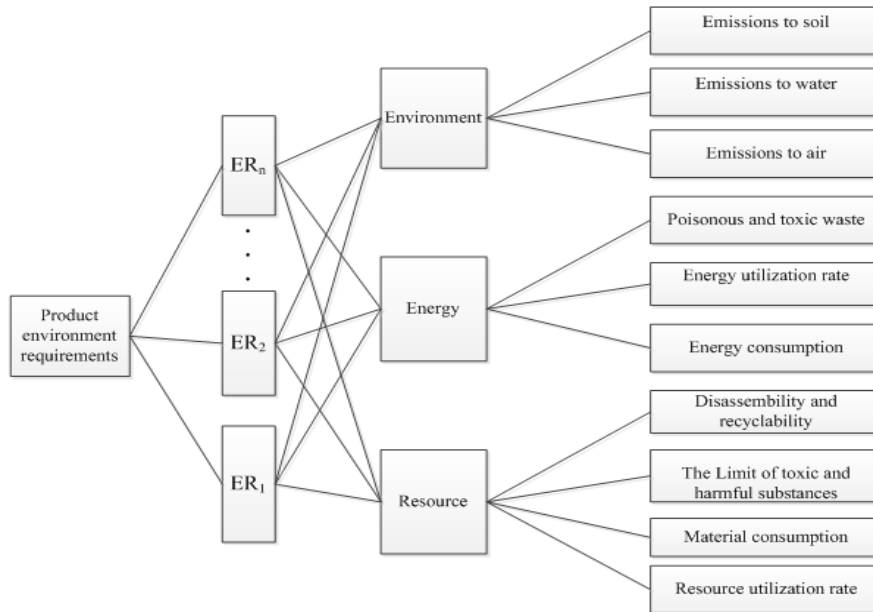 Product
environment
requirements
ERₙ
ER₂
ER₁
Environment
Energy
Resource
Emissions to soil
Emissions to water
Emissions to air
Poisonous and toxic waste
Energy utilization rate
Energy consumption
Disassembility and
recyclability
The Limit of toxic and
harmful substances
Material consumption
Resource utilization rate